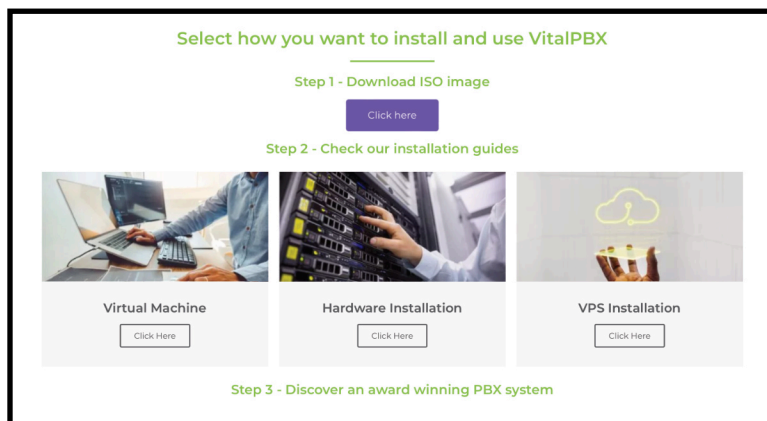 Select how you want to install and use VitalPBX
Step 1 - Download ISO image
Click here
Step 2 - Check our installation guides
Virtual Machine
Click Here
Hardware Installation
Click Here
VPS Installation
Click Here
Step 3 - Discover an award winning PBX system